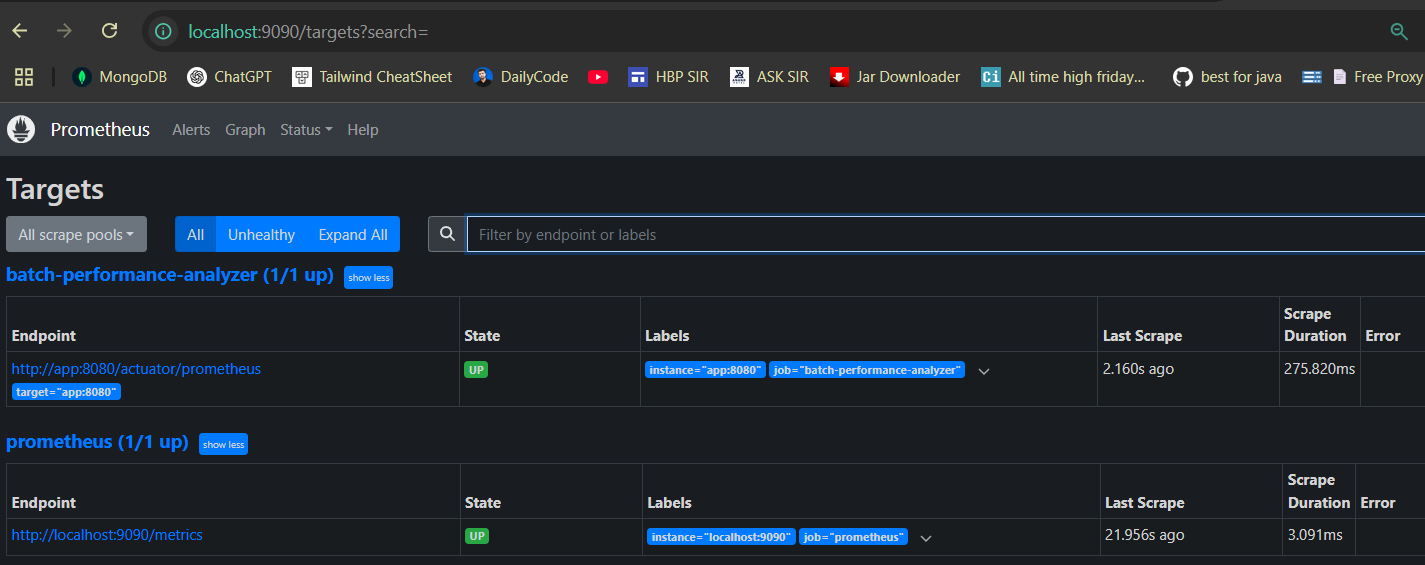 localhost:9090/targets?search=
MongoDB ChatGPT Tailwind CheatSheet DailyCode HBP SIR ASK SIR Jar Downloader Ci All time high friday... best for java Free Proxy
Prometheus Alerts Graph Status Help
Targets
All scrape pools All Unhealthy Expand All Filter by endpoint or labels
batch-performance-analyzer (1/1 up) show less
Endpoint State Labels Last Scrape Scrape Duration Error
http://app:8080/actuator/prometheus UP instance="app:8080" job="batch-performance-analyzer" 2.160s ago 275.820ms
target="app:8080"
prometheus (1/1 up) show less
Endpoint State Labels Last Scrape Scrape Duration Error
http://localhost:9090/metrics UP instance="localhost:9090" job="prometheus" 21.956s ago 3.091ms